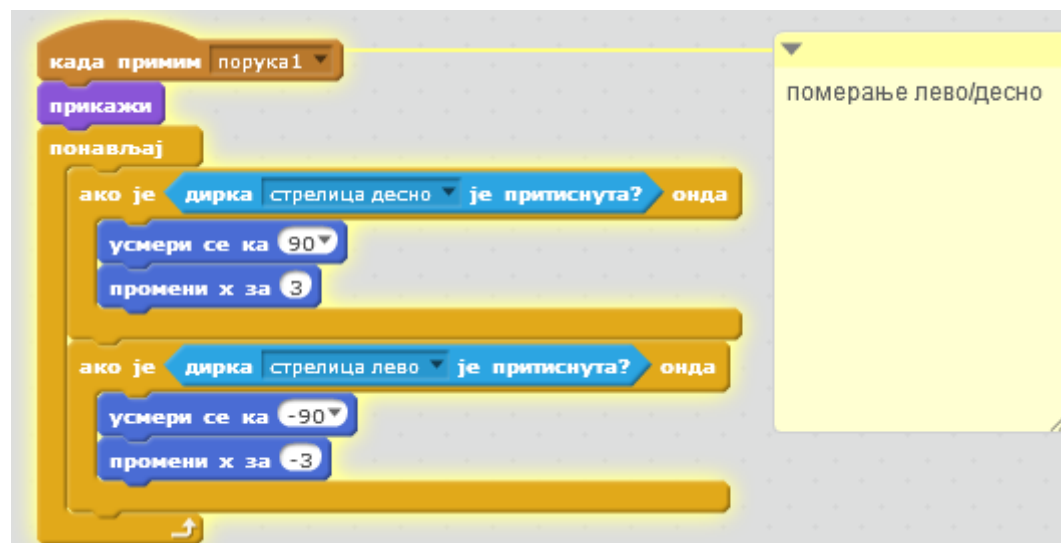 када примим порука1
прикажи
понављај
ако је дирка стрелица десно је притиснута? онда
усмери се ка 90
промени x за 3
ако је дирка стрелица лево је притиснута? онда
усмери се ка -90
промени x за -3
померање лево/десно